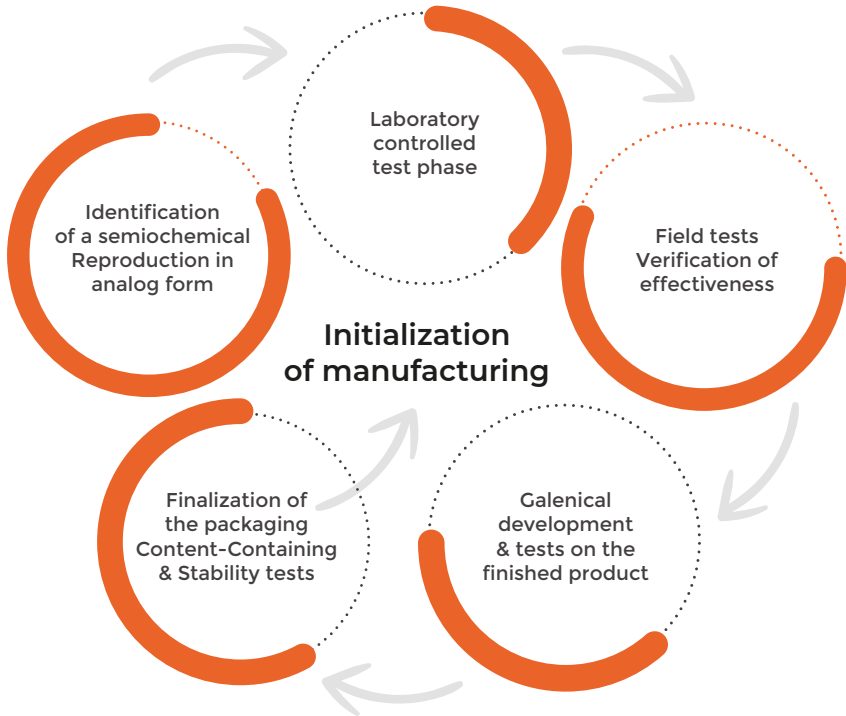 Laboratory
controlled
test phase
Identification
of a semiochemical
Reproduction in
analog form
Field tests
Verification of
effectiveness
Initialization
of manufacturing
Finalization of
the packaging
Content-Containing
& Stability tests
Galenical
development
& tests on the
finished product